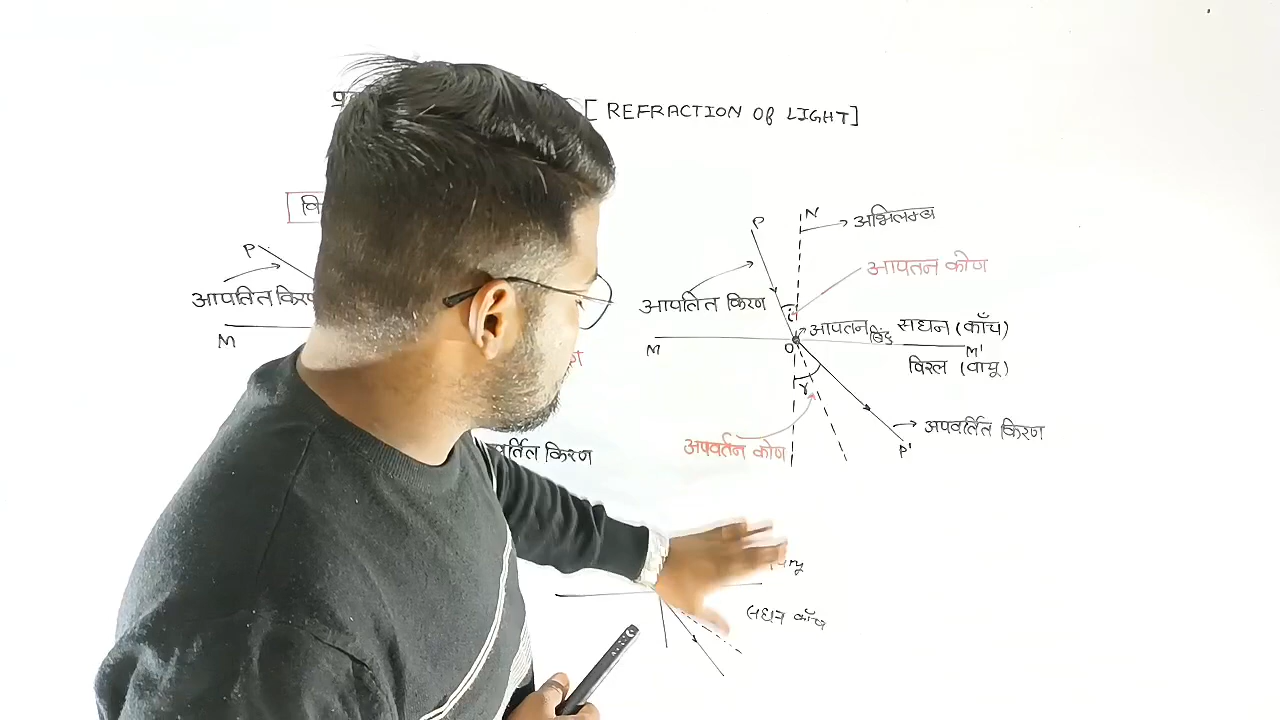 [ REFRACTION OF LIGHT]
P
आपतित किरण
M
वर्तित किरण
P
N
अभिलम्ब
आपतन कोण
आपतित किरण
i
आपतन बिंदु
सघन (काँच)
M
O
M'
विरल (वायू)
r
अपवर्तन कोण
अपवर्तित किरण
P'
सघन काँच